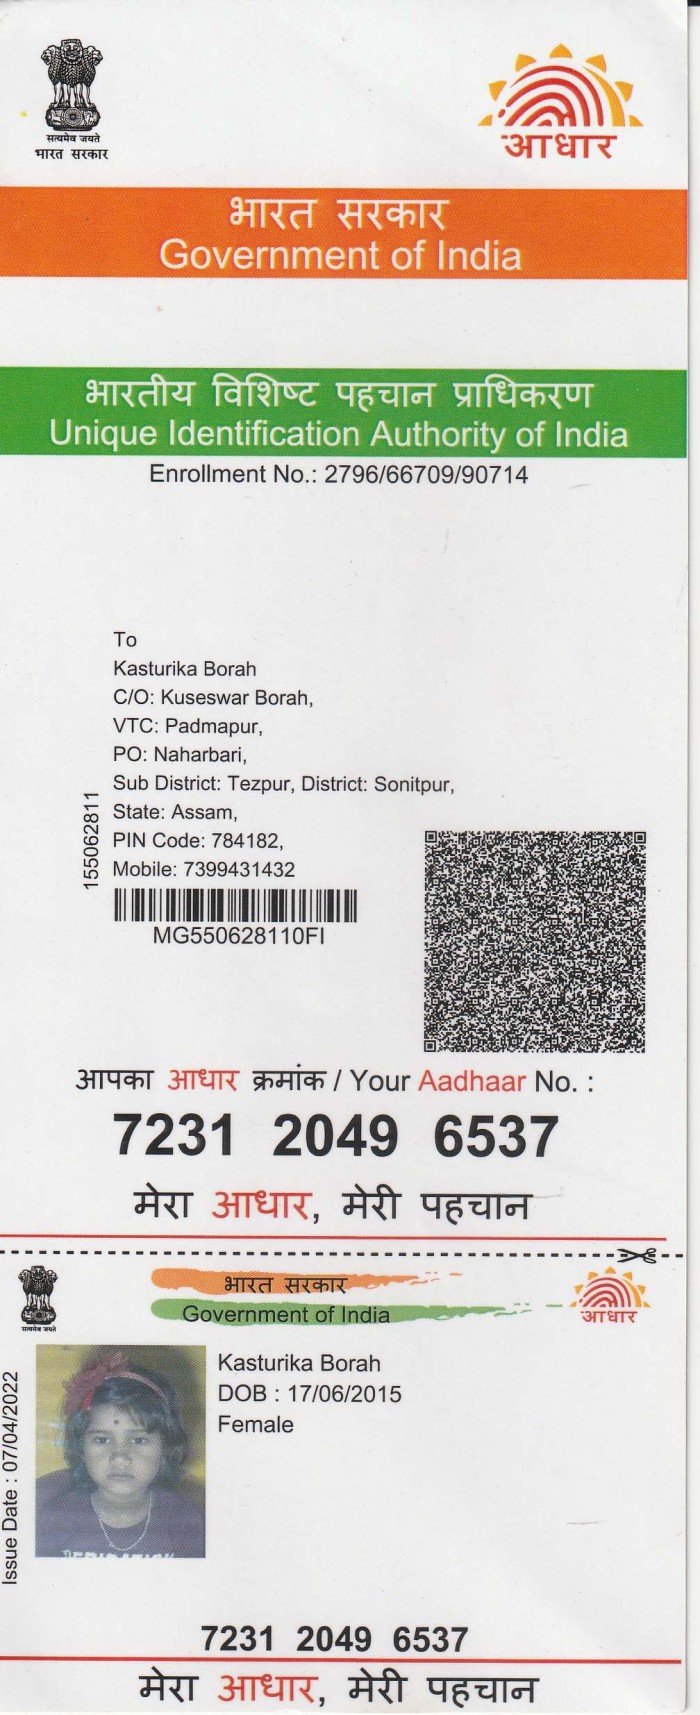 सत्यमेव जयते
भारत सरकार
आधार
भारत सरकार
Government of India
भारतीय विशिष्ट पहचान प्राधिकरण
Unique Identification Authority of India
Enrollment No.: 2796/66709/90714
To
Kasturika Borah
C/O: Kuseswar Borah,
VTC: Padmapur,
PO: Naharbari,
Sub District: Tezpur, District: Sonitpur,
State: Assam,
PIN Code: 784182,
Mobile: 7399431432
155062811
MG550628110FI
आपका आधार क्रमांक / Your Aadhaar No. :
7231 2049 6537
मेरा आधार, मेरी पहचान
सत्यमेव जयते
भारत सरकार
Government of India
आधार
Issue Date : 07/04/2022
Kasturika Borah
DOB : 17/06/2015
Female
7231 2049 6537
मेरा आधार, मेरी पहचान